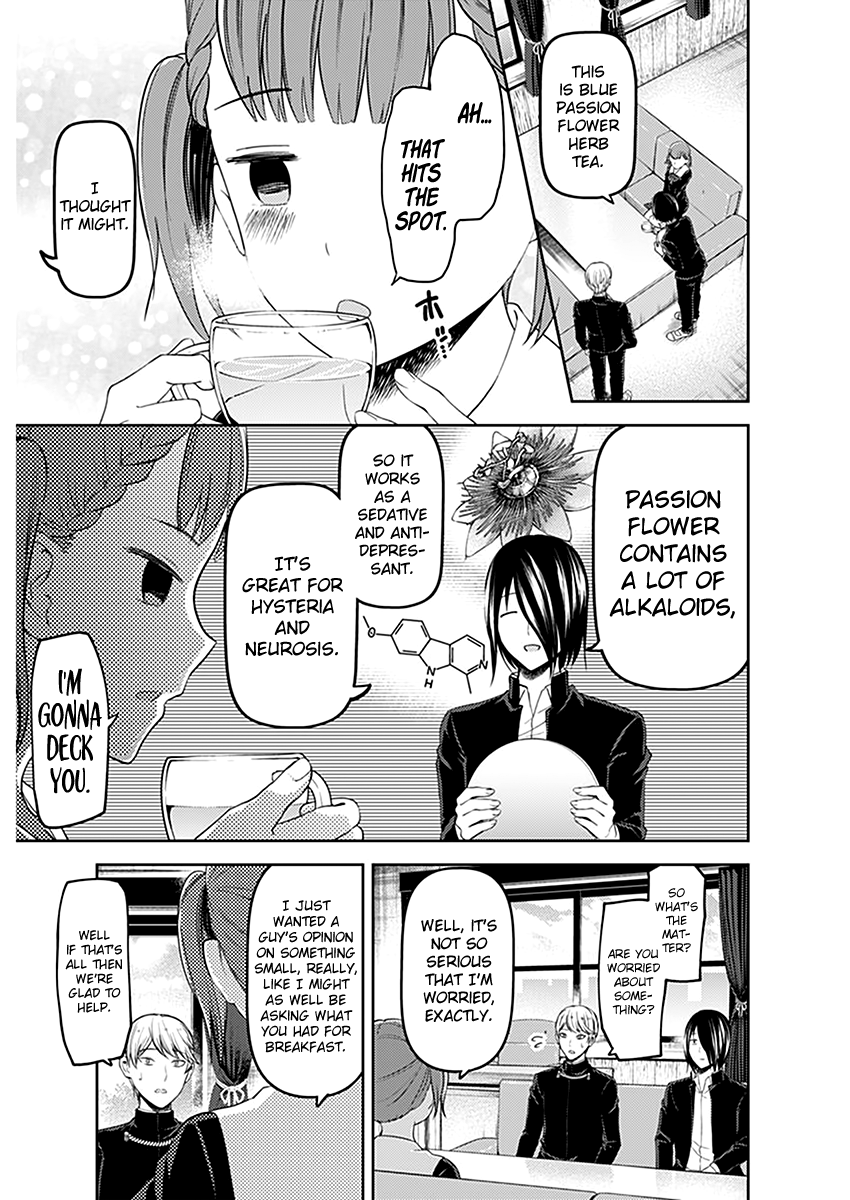 THIS
IS BLUE
PASSION
FLOWER
HERB
TEA.
AH...
THAT
HITS
THE
SPOT.
ホッ…
I
THOUGHT
IT MIGHT.
PASSION
FLOWER
CONTAINS
A LOT OF
ALKALOIDS,
SO IT
WORKS
AS A
SEDATIVE
AND ANTI-
DEPRES-
SANT.
IT'S
GREAT FOR
HYSTERIA
AND
NEUROSIS.
O
N
N
H
I'M
GONNA
DECK
YOU.
SO
WHAT'S
THE
MAT-
TER?
ARE YOU
WORRIED
ABOUT
SOME-
THING?
WELL, IT'S
NOT SO
SERIOUS
THAT I'M
WORRIED,
EXACTLY.
I JUST
WANTED A
GUY'S OPINION
ON SOMETHING
SMALL, REALLY,
LIKE I MIGHT
AS WELL BE
ASKING WHAT
YOU HAD FOR
BREAKFAST.
WELL
IF THAT'S
ALL THEN
WE'RE
GLAD TO
HELP.